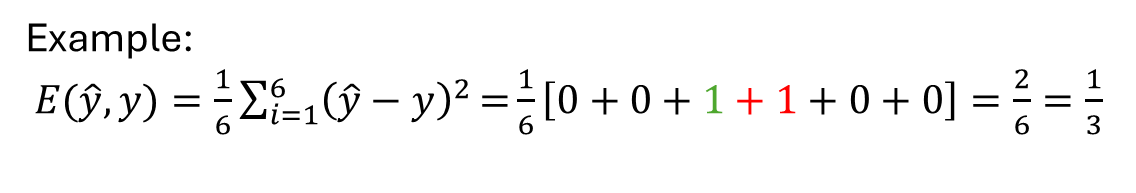 Example:
E(ŷ, y) = 1/6 ∑_{i=1}^{6} (ŷ − y)² = 1/6 [0 + 0 + 1 + 1 + 0 + 0] = 2/6 = 1/3